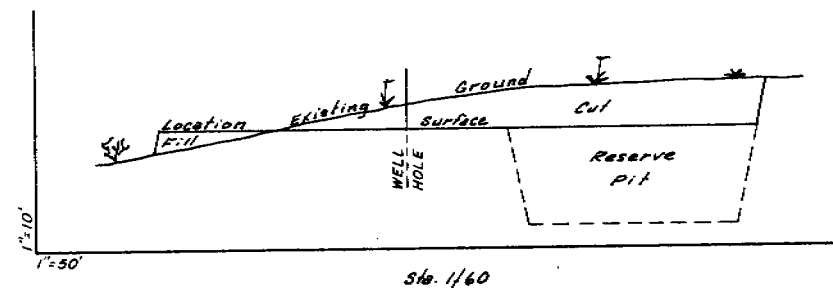 Existing Ground
Location Surface Cut
Fill
WELL HOLE
Reserve
Pit
1"=10'
1"=50'
Sta. 1/60